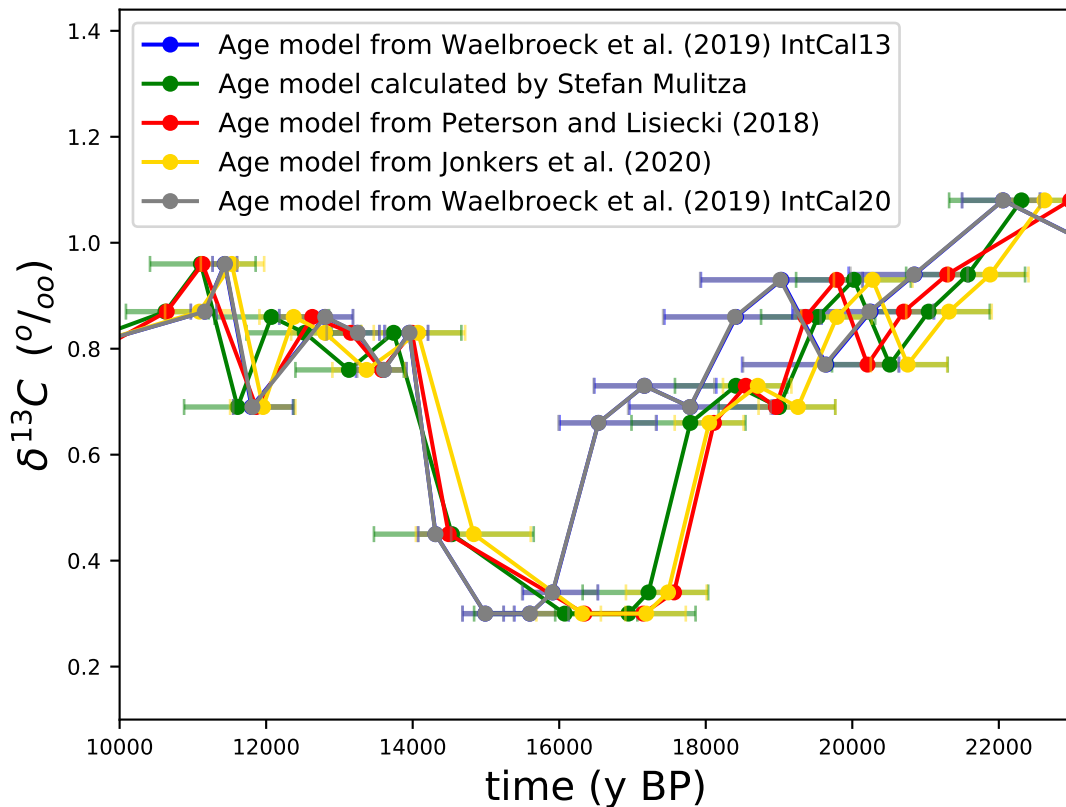 1.4
1.2
1.0
0.8
0.6
0.4
0.2
δ¹³C (º/ₒₒ)
Age model from Waelbroeck et al. (2019) IntCal13
Age model calculated by Stefan Mulitza
Age model from Peterson and Lisiecki (2018)
Age model from Jonkers et al. (2020)
Age model from Waelbroeck et al. (2019) IntCal20
10000 12000 14000 16000 18000 20000 22000
time (y BP)